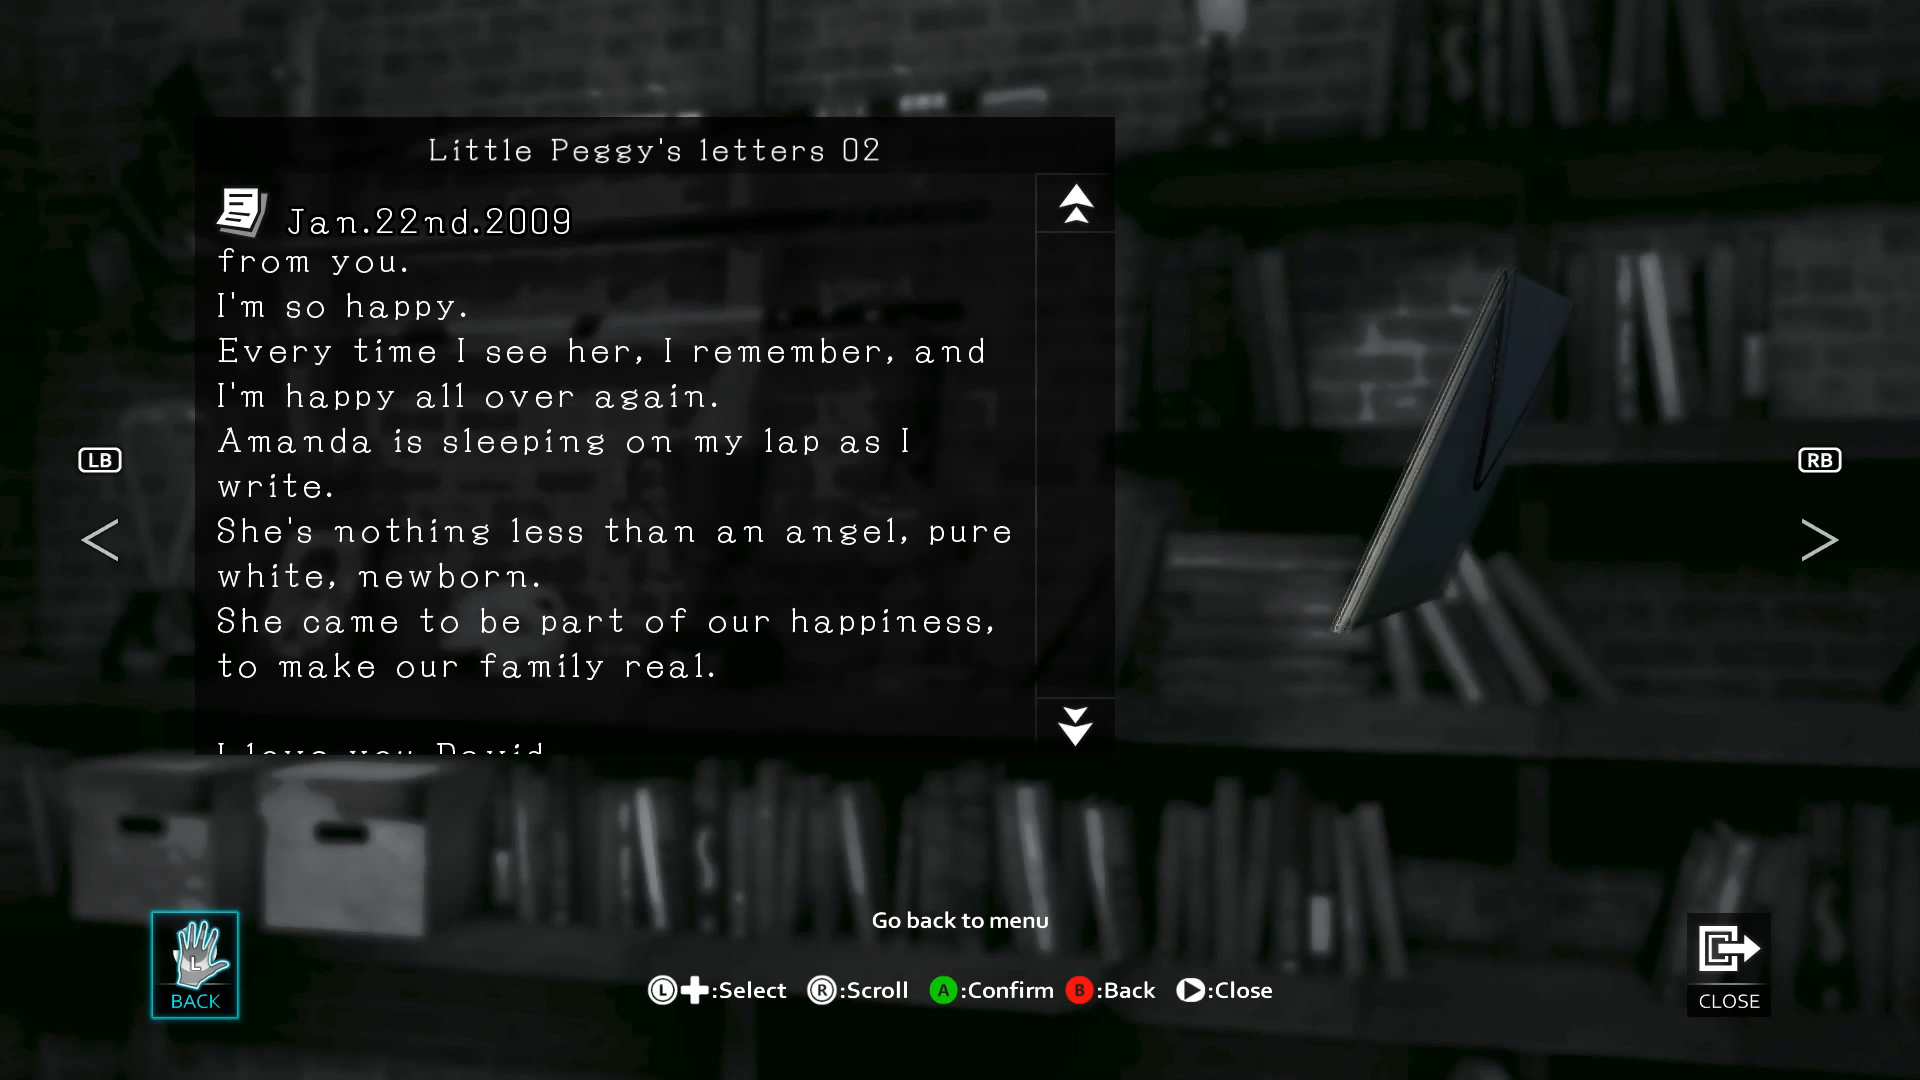 Little Peggy's letters 02
Jan.22nd.2009
from you.
I'm so happy.
Every time I see her, I remember, and
I'm happy all over again.
Amanda is sleeping on my lap as I
write.
She's nothing less than an angel, pure
white, newborn.
She came to be part of our happiness,
to make our family real.
I love you David
LB
RB
Go back to menu
L
BACK
L :Select R :Scroll A :Confirm B :Back :Close
CLOSE